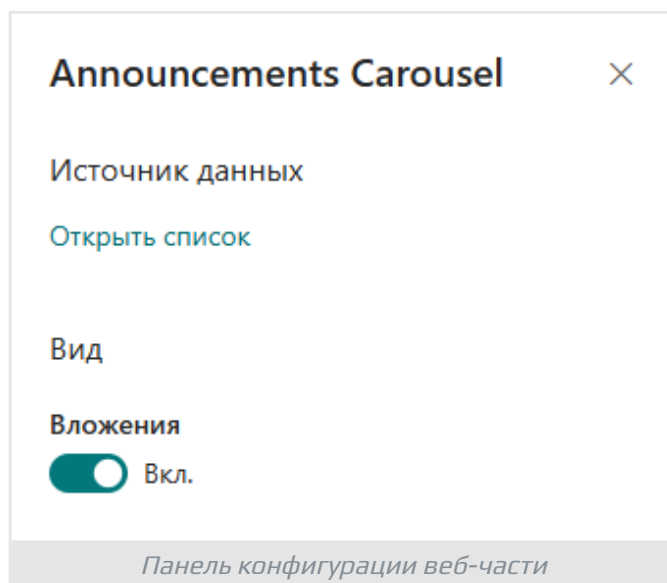 Announcements Carousel
Источник данных
Открыть список
Вид
Вложения
Вкл.
Панель конфигурации веб-части